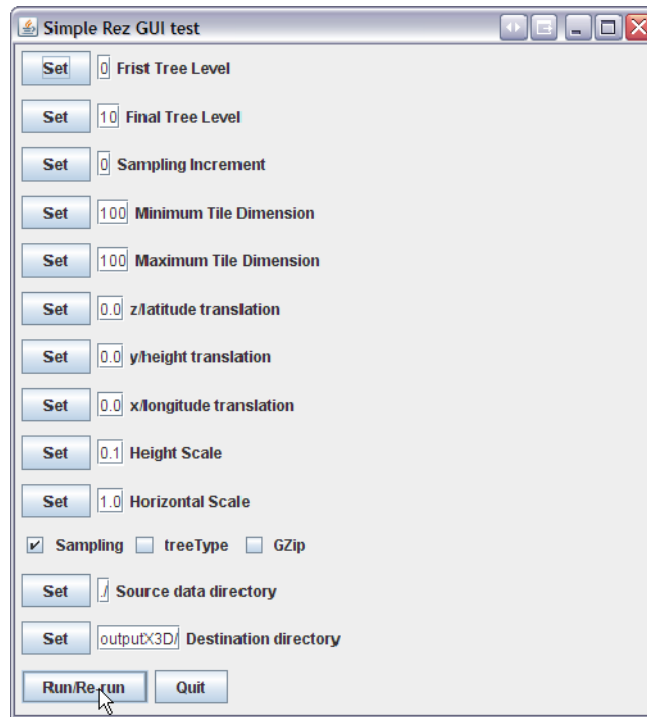 Simple Rez GUI test
Set 0 Frist Tree Level
Set 10 Final Tree Level
Set 0 Sampling Increment
Set 100 Minimum Tile Dimension
Set 100 Maximum Tile Dimension
Set 0.0 z/latitude translation
Set 0.0 y/height translation
Set 0.0 x/longitude translation
Set 0.1 Height Scale
Set 1.0 Horizontal Scale
Sampling treeType GZip
Set ./ Source data directory
Set outputX3D/ Destination directory
Run/Re-run Quit